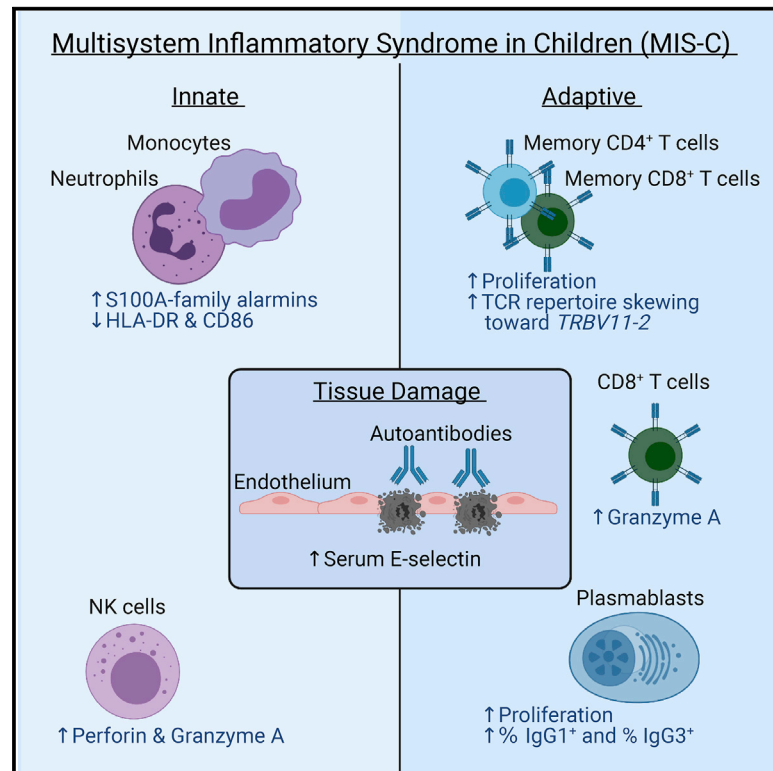 Multisystem Inflammatory Syndrome in Children (MIS-C)
Innate
Monocytes
Neutrophils
↑S100A-family alarmins
↓HLA-DR & CD86
Adaptive
Memory CD4⁺ T cells
Memory CD8⁺ T cells
↑Proliferation
↑TCR repertoire skewing
toward TRBV11-2
Tissue Damage
Autoantibodies
Endothelium
↑Serum E-selectin
CD8⁺ T cells
↑Granzyme A
NK cells
↑Perforin & Granzyme A
Plasmablasts
↑Proliferation
↑% IgG1⁺ and % IgG3⁺